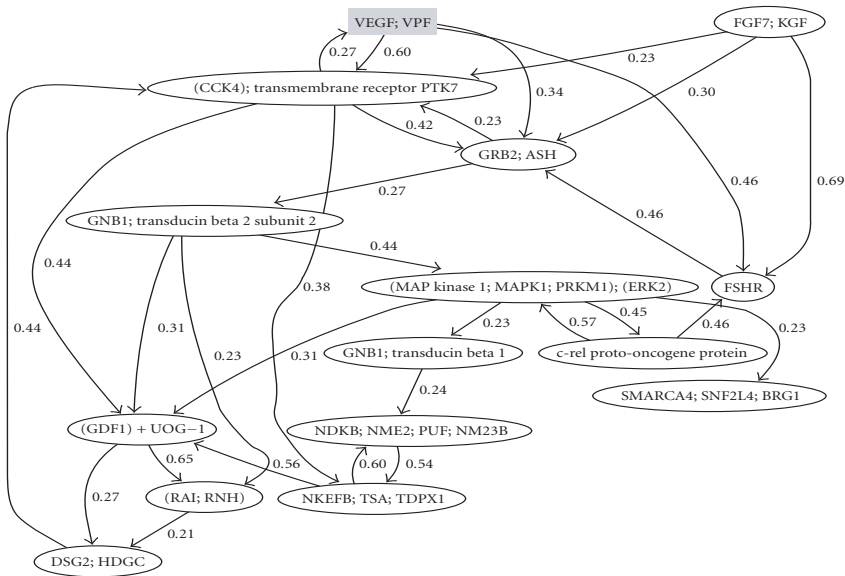 VEGF; VPF
FGF7; KGF
0.27
0.60
0.23
(CCK4); transmembrane receptor PTK7
0.34
0.30
0.42
0.23
GRB2; ASH
0.27
0.46
0.69
0.46
GNB1; transducin beta 2 subunit 2
0.44
0.44
0.38
(MAP kinase 1; MAPK1; PRKM1); (ERK2)
FSHR
0.44
0.31
0.23
0.31
0.23
0.57
0.45
0.46
0.23
GNB1; transducin beta 1
c-rel proto-oncogene protein
0.24
SMARCA4; SNF2L4; BRG1
(GDF1) + UOG−1
NDKB; NME2; PUF; NM23B
0.65
0.56
0.60
0.54
0.27
(RAI; RNH)
NKEFB; TSA; TDPX1
0.21
DSG2; HDGC